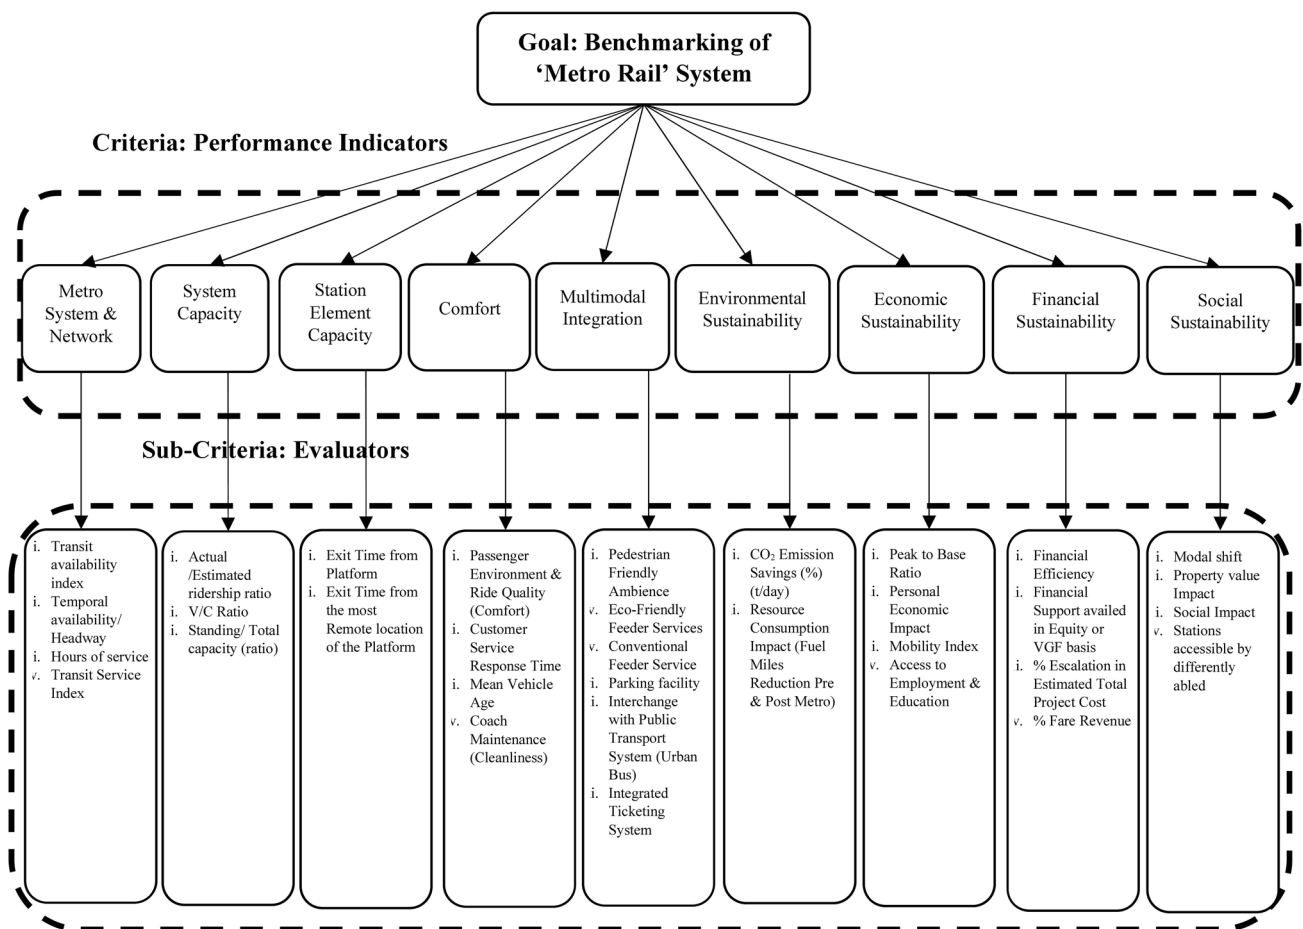 Goal: Benchmarking of
‘Metro Rail’ System
Criteria: Performance Indicators
Metro
System &
Network
System
Capacity
Station
Element
Capacity
Comfort
Multimodal
Integration
Environmental
Sustainability
Economic
Sustainability
Financial
Sustainability
Social
Sustainability
Sub-Criteria: Evaluators
i. Transit
availability
index
i. Temporal
availability/
Headway
i. Hours of service
v. Transit Service
Index
i. Actual
/Estimated
ridership ratio
i. V/C Ratio
i. Standing/ Total
capacity (ratio)
i. Exit Time from
Platform
i. Exit Time from
the most
Remote location
of the Platform
i. Passenger
Environment &
Ride Quality
(Comfort)
i. Customer
Service
Response Time
i. Mean Vehicle
Age
v. Coach
Maintenance
(Cleanliness)
i. Pedestrian
Friendly
Ambience
v. Eco-Friendly
Feeder Services
v. Conventional
Feeder Service
i. Parking facility
i. Interchange
with Public
Transport
System (Urban
Bus)
i. Integrated
Ticketing
System
i. CO₂ Emission
Savings (%)
(t/day)
i. Resource
Consumption
Impact (Fuel
Miles
Reduction Pre
& Post Metro)
i. Peak to Base
Ratio
i. Personal
Economic
Impact
i. Mobility Index
v. Access to
Employment &
Education
i. Financial
Efficiency
i. Financial
Support availed
in Equity or
VGF basis
i. % Escalation in
Estimated Total
Project Cost
v. % Fare Revenue
i. Modal shift
i. Property value
Impact
i. Social Impact
v. Stations
accessible by
differently
abled